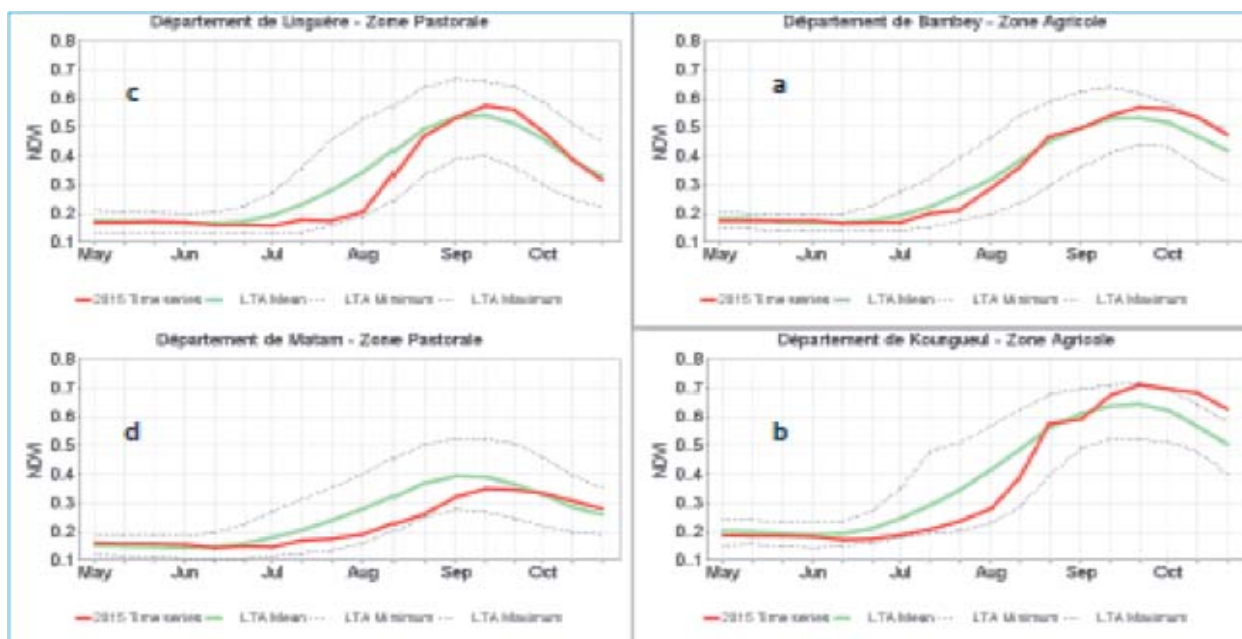 Département de Linguère - Zone Pastorale
0.8
0.7
0.6
0.5
0.4
0.3
0.2
0.1
NDVI
c
May Jun Jul Aug Sep Oct
2015 Time series LTA Mean LTA Minimum LTA Maximum
Département de Bambey - Zone Agricole
0.8
0.7
0.6
0.5
0.4
0.3
0.2
0.1
NDVI
a
May Jun Jul Aug Sep Oct
2015 Time series LTA Mean LTA Minimum LTA Maximum
Département de Matam - Zone Pastorale
0.8
0.7
0.6
0.5
0.4
0.3
0.2
0.1
NDVI
d
May Jun Jul Aug Sep Oct
2015 Time series LTA Mean LTA Minimum LTA Maximum
Département de Koungueul - Zone Agricole
0.8
0.7
0.6
0.5
0.4
0.3
0.2
0.1
NDVI
b
May Jun Jul Aug Sep Oct
2015 Time series LTA Mean LTA Minimum LTA Maximum